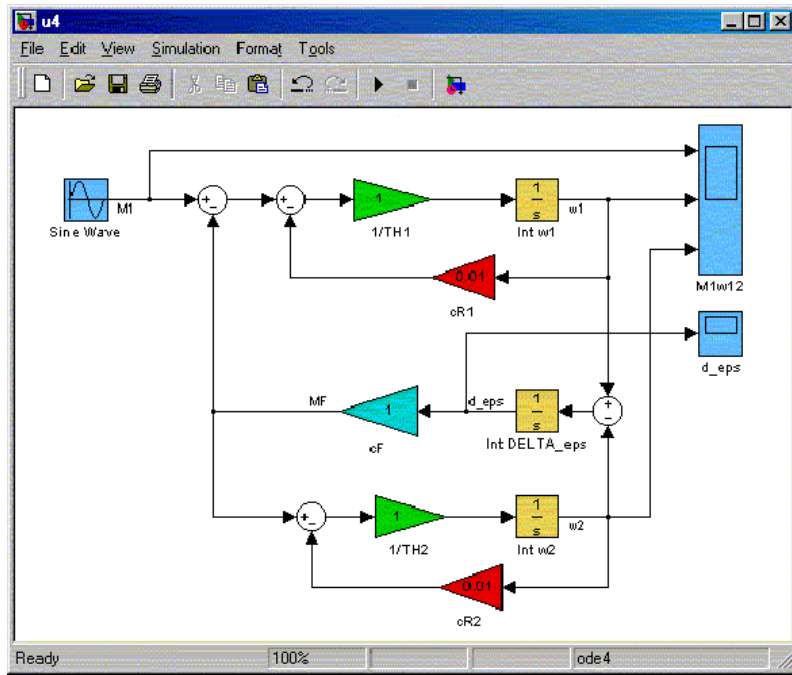 u4
File Edit View Simulation Format Tools
M1
Sine Wave
+
−
+
−
1
1/TH1
1
s
Int w1
w1
M1w12
0.01
cR1
d_eps
MF
1
cF
d_eps
1
s
Int DELTA_eps
+
−
+
−
1
1/TH2
1
s
Int w2
w2
0.01
cR2
Ready 100% ode4